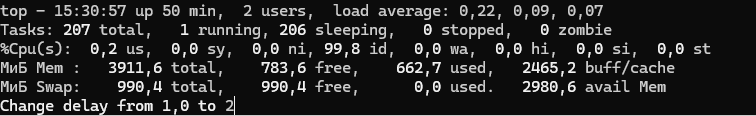 top - 15:30:57 up 50 min,  2 users,  load average: 0,22, 0,09, 0,07
Tasks: 207 total,   1 running, 206 sleeping,   0 stopped,   0 zombie
%Cpu(s):  0,2 us,  0,0 sy,  0,0 ni, 99,8 id,  0,0 wa,  0,0 hi,  0,0 si,  0,0 st
МиБ Mem :   3911,6 total,    783,6 free,    662,7 used,   2465,2 buff/cache
МиБ Swap:    990,4 total,    990,4 free,      0,0 used.   2980,6 avail Mem
Change delay from 1,0 to 2